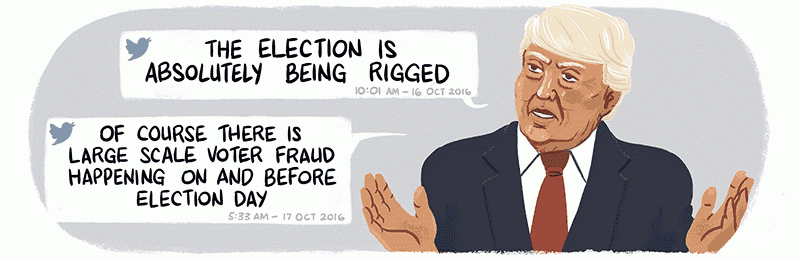 THE ELECTION IS
ABSOLUTELY BEING RIGGED
10:01 AM – 16 OCT 2016
OF COURSE THERE IS
LARGE SCALE VOTER FRAUD
HAPPENING ON AND BEFORE
ELECTION DAY
5:33 AM – 17 OCT 2016